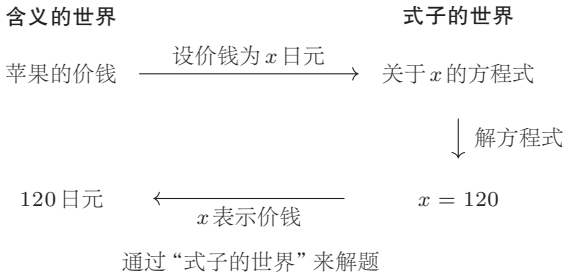 含义的世界 式子的世界
设价钱为 x 日元
苹果的价钱 关于 x 的方程式
解方程式
120 日元 x = 120
x 表示价钱
通过“式子的世界”来解题